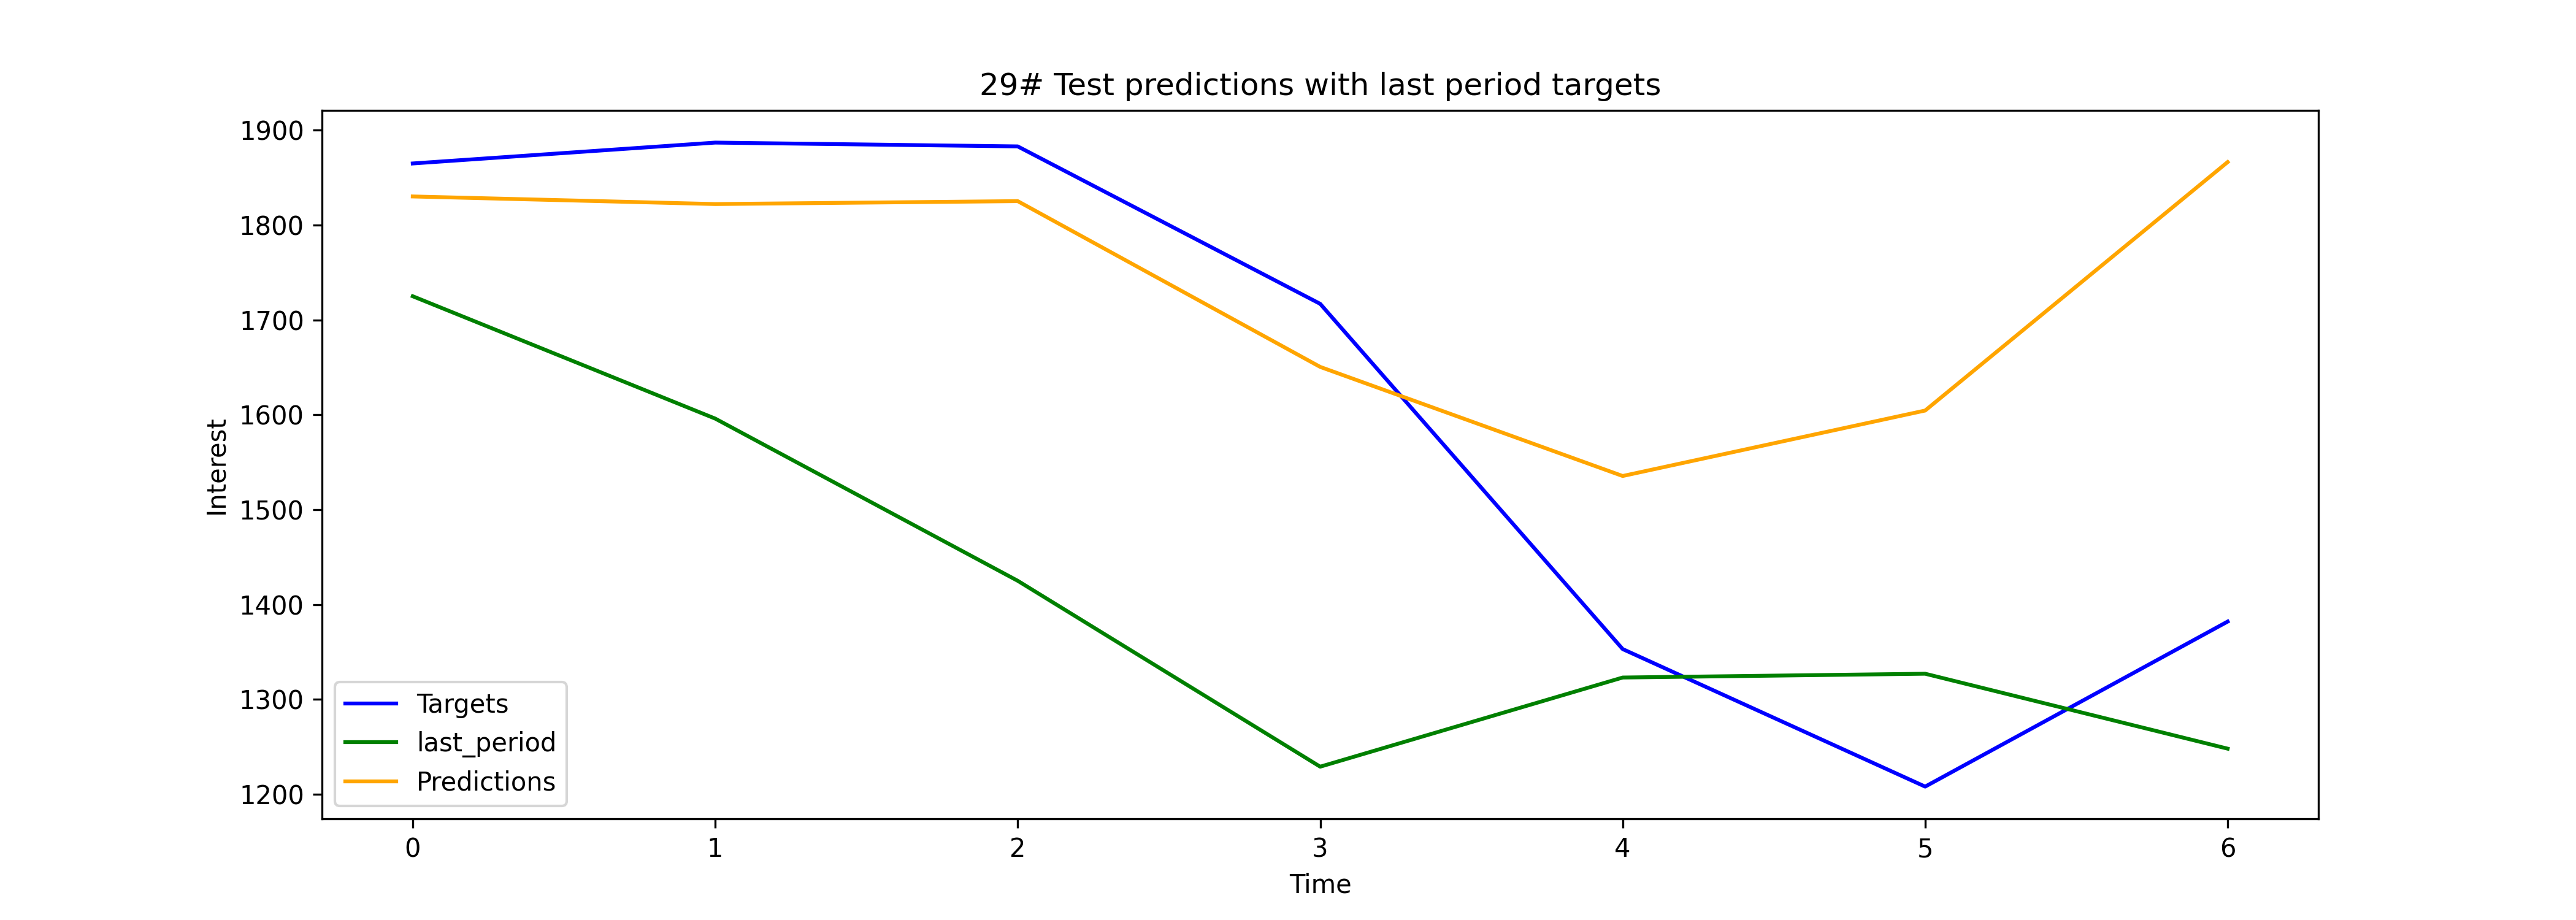 29# Test predictions with last period targets
1900
1800
1700
1600
1500
1400
1300
1200
Interest
Targets
last_period
Predictions
0 1 2 3 4 5 6
Time